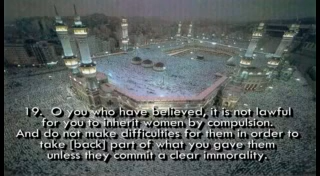 19. O you who have believed, it is not lawful
for you to inherit women by compulsion.
And do not make difficulties for them in order to
take [back] part of what you gave them
unless they commit a clear immorality.